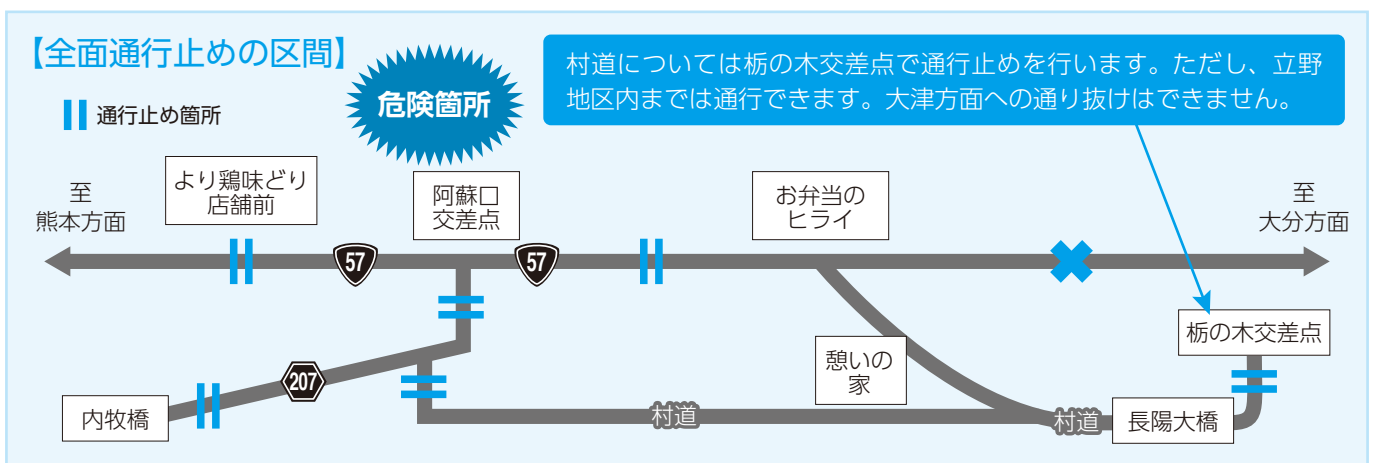 【全面通行止めの区間】
通行止め箇所
危険箇所
村道については栃の木交差点で通行止めを行います。ただし、立野
地区内までは通行できます。大津方面への通り抜けはできません。
至
熊本方面
より鶏味どり
店舗前
阿蘇口
交差点
お弁当の
ヒライ
至
大分方面
57
57
栃の木交差点
憩いの
家
207
内牧橋
村道
村道
長陽大橋